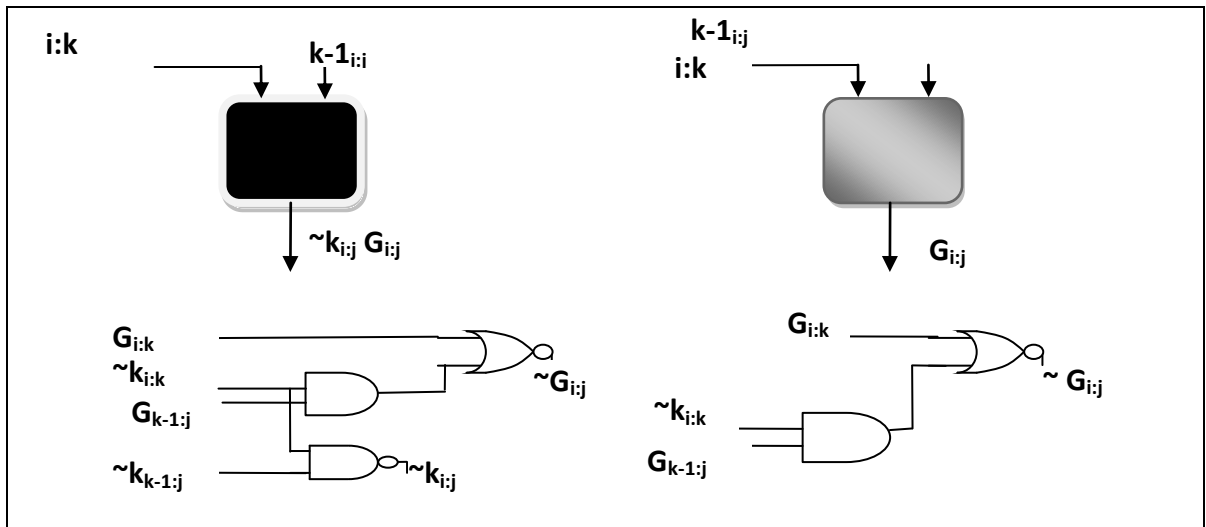 i:k
k-1i:j
~ki:j Gi:j
Gi:k
~ki:k
Gk-1:j
~kk-1:j
~Gi:j
~ki:j
k-1i:j
i:k
Gi:j
Gi:k
~ki:k
Gk-1:j
~ Gi:j